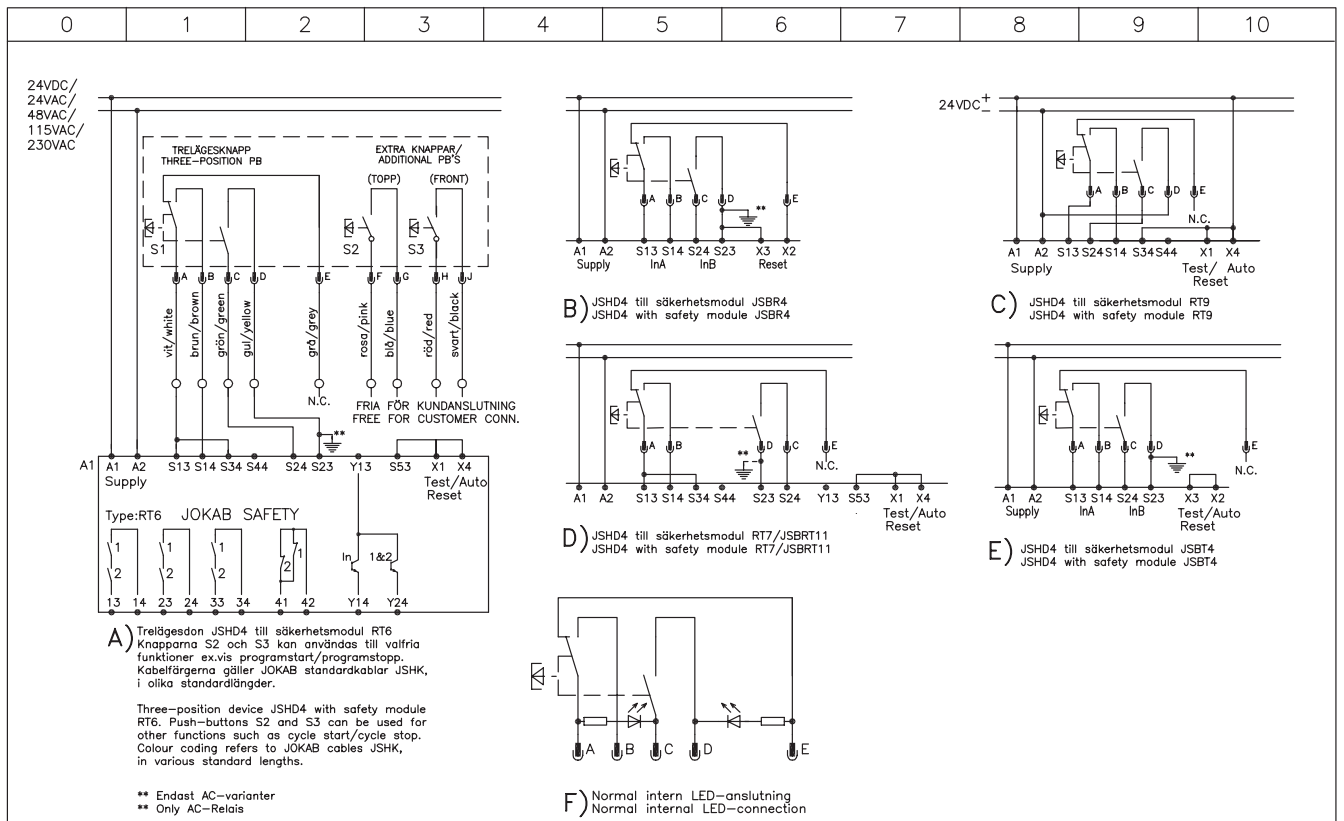 0 1 2 3 4 5 6 7 8 9 10
24VDC/
24VAC/
48VAC/
115VAC/
230VAC
TRELÄGESKNAPP
THREE-POSITION PB
EXTRA KNAPPAR/
ADDITIONAL PB'S
(TOPP) (FRONT)
S1 S2 S3
A B C D E F G H J
vit/white
brun/brown
grön/green
gul/yellow
grå/grey
rosa/pink
blå/blue
röd/red
svart/black
N.C.
FRIA FÖR KUNDANSLUTNING
FREE FOR CUSTOMER CONN.
**
A1 A1 A2 S13 S14 S34 S44 S24 S23 Y13 S53 X1 X4
Supply Test/Auto
Reset
Type:RT6 JOKAB SAFETY
1 1 1 1
2 2 2 2
In 1&2
13 14 23 24 33 34 41 42 Y14 Y24
A) Trelägesdon JSHD4 till säkerhetsmodul RT6
Knapparna S2 och S3 kan användas till valfria
funktioner ex.vis programstart/programstopp.
Kabelfärgerna gäller JOKAB standardkablar JSHK,
i olika standardlängder.
Three-position device JSHD4 with safety module
RT6. Push-buttons S2 and S3 can be used for
other functions such as cycle start/cycle stop.
Colour coding refers to JOKAB cables JSHK,
in various standard lengths.
** Endast AC-varianter
** Only AC-Relais
A B C D E
**
A1 A2 S13 S14 S24 S23 X3 X2
Supply InA InB Reset
B) JSHD4 till säkerhetsmodul JSBR4
JSHD4 with safety module JSBR4
A B D C E
**
N.C.
A1 A2 S13 S14 S34 S44 S23 S24 Y13 S53 X1 X4
Test/Auto
Reset
D) JSHD4 till säkerhetsmodul RT7/JSBRT11
JSHD4 with safety module RT7/JSBRT11
A B C D E
F) Normal intern LED-anslutning
Normal internal LED-connection
24VDC + -
A B C D E
N.C.
A1 A2 S13 S24 S14 S34 S44 X1 X4
Supply Test/ Auto
Reset
C) JSHD4 till säkerhetsmodul RT9
JSHD4 with safety module RT9
A B C D E
**
N.C.
A1 A2 S13 S14 S24 S23 X3 X2
Supply InA InB Test/Auto
Reset
E) JSHD4 till säkerhetsmodul JSBT4
JSHD4 with safety module JSBT4